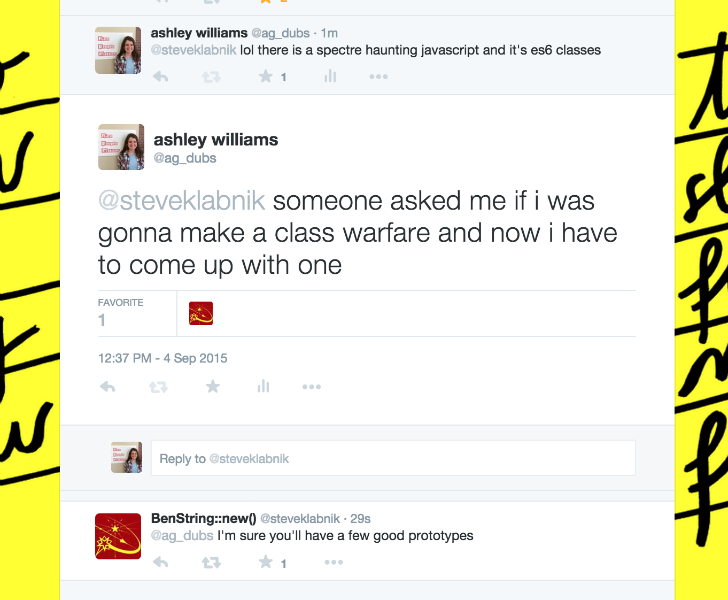 ashley williams @ag_dubs · 1m
@steveklabnik lol there is a spectre haunting javascript and it's es6 classes
1
ashley williams
@ag_dubs
@steveklabnik someone asked me if i was
gonna make a class warfare and now i have
to come up with one
FAVORITE
1
12:37 PM - 4 Sep 2015
Reply to @steveklabnik
BenString::new() @steveklabnik · 29s
@ag_dubs I'm sure you'll have a few good prototypes
1